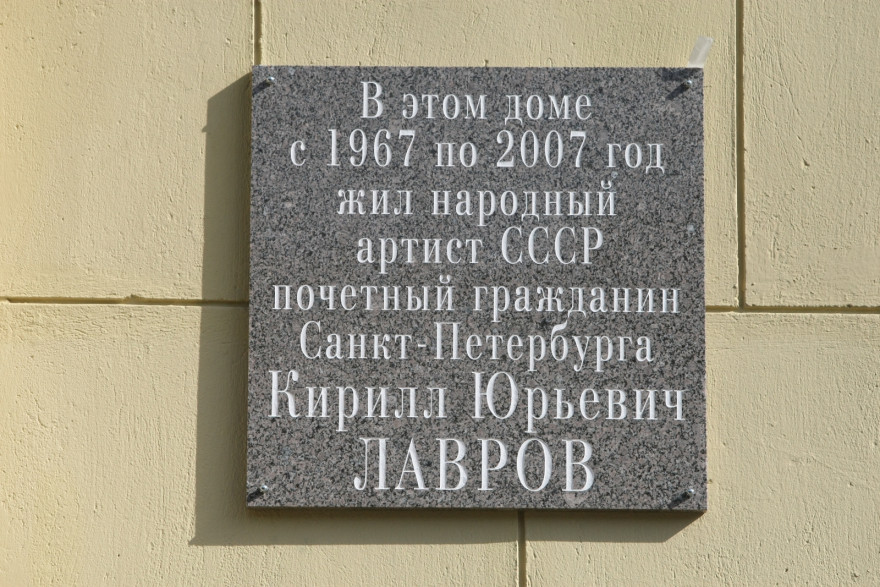 В этом доме
с 1967 по 2007 год
жил народный
артист СССР
почетный гражданин
Санкт-Петербурга
Кирилл Юрьевич
ЛАВРОВ